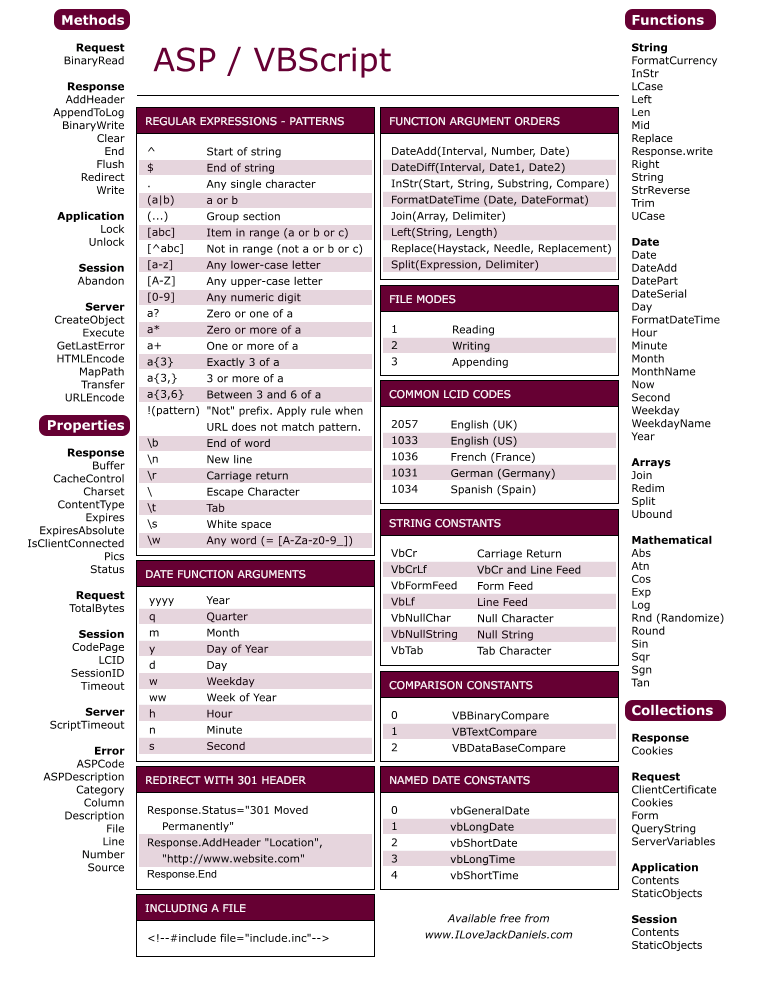 Methods
Request
BinaryRead
Response
AddHeader
AppendToLog
BinaryWrite
Clear
End
Flush
Redirect
Write
Application
Lock
Unlock
Session
Abandon
Server
CreateObject
Execute
GetLastError
HTMLEncode
MapPath
Transfer
URLEncode
Properties
Response
Buffer
CacheControl
Charset
ContentType
Expires
ExpiresAbsolute
IsClientConnected
Pics
Status
Request
TotalBytes
Session
CodePage
LCID
SessionID
Timeout
Server
ScriptTimeout
Error
ASPCode
ASPDescription
Category
Column
Description
File
Line
Number
Source
ASP / VBScript
REGULAR EXPRESSIONS - PATTERNS
^ Start of string
$ End of string
. Any single character
(a|b) a or b
(...) Group section
[abc] Item in range (a or b or c)
[^abc] Not in range (not a or b or c)
[a-z] Any lower-case letter
[A-Z] Any upper-case letter
[0-9] Any numeric digit
a? Zero or one of a
a* Zero or more of a
a+ One or more of a
a{3} Exactly 3 of a
a{3,} 3 or more of a
a{3,6} Between 3 and 6 of a
!(pattern) "Not" prefix. Apply rule when
URL does not match pattern.
\b End of word
\n New line
\r Carriage return
\ Escape Character
\t Tab
\s White space
\w Any word (= [A-Za-z0-9_])
DATE FUNCTION ARGUMENTS
yyyy Year
q Quarter
m Month
y Day of Year
d Day
w Weekday
ww Week of Year
h Hour
n Minute
s Second
REDIRECT WITH 301 HEADER
Response.Status="301 Moved
Permanently"
Response.AddHeader "Location",
"http://www.website.com"
Response.End
INCLUDING A FILE
<!--#include file="include.inc"-->
FUNCTION ARGUMENT ORDERS
DateAdd(Interval, Number, Date)
DateDiff(Interval, Date1, Date2)
InStr(Start, String, Substring, Compare)
FormatDateTime (Date, DateFormat)
Join(Array, Delimiter)
Left(String, Length)
Replace(Haystack, Needle, Replacement)
Split(Expression, Delimiter)
FILE MODES
1 Reading
2 Writing
3 Appending
COMMON LCID CODES
2057 English (UK)
1033 English (US)
1036 French (France)
1031 German (Germany)
1034 Spanish (Spain)
STRING CONSTANTS
VbCr Carriage Return
VbCrLf VbCr and Line Feed
VbFormFeed Form Feed
VbLf Line Feed
VbNullChar Null Character
VbNullString Null String
VbTab Tab Character
COMPARISON CONSTANTS
0 VBBinaryCompare
1 VBTextCompare
2 VBDataBaseCompare
NAMED DATE CONSTANTS
0 vbGeneralDate
1 vbLongDate
2 vbShortDate
3 vbLongTime
4 vbShortTime
Available free from
www.ILoveJackDaniels.com
Functions
String
FormatCurrency
InStr
LCase
Left
Len
Mid
Replace
Response.write
Right
String
StrReverse
Trim
UCase
Date
Date
DateAdd
DatePart
DateSerial
Day
FormatDateTime
Hour
Minute
Month
MonthName
Now
Second
Weekday
WeekdayName
Year
Arrays
Join
Redim
Split
Ubound
Mathematical
Abs
Atn
Cos
Exp
Log
Rnd (Randomize)
Round
Sin
Sqr
Sgn
Tan
Collections
Response
Cookies
Request
ClientCertificate
Cookies
Form
QueryString
ServerVariables
Application
Contents
StaticObjects
Session
Contents
StaticObjects